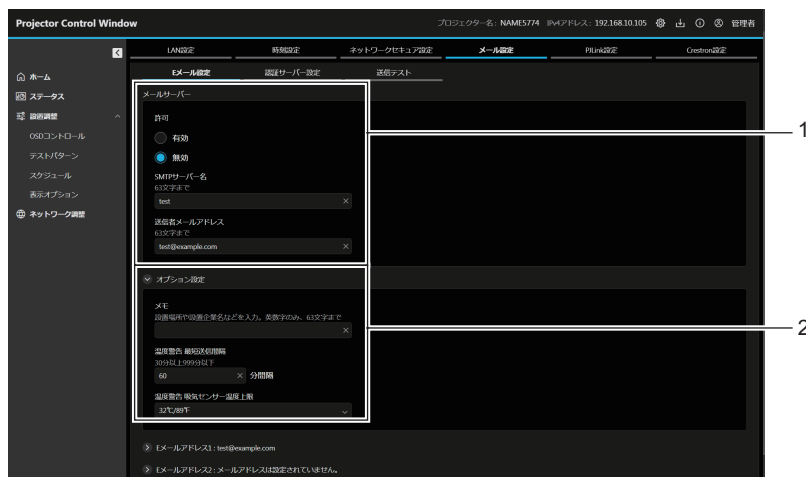 Projector Control Window
プロジェクター名: NAME5774 IPv4アドレス: 192.168.10.105 管理者
LAN設定 時刻設定 ネットワークセキュア設定 メール設定 PJLink設定 Crestron設定
Eメール設定 認証サーバー設定 送信テスト
ホーム
ステータス
設置調整
OSDコントロール
テストパターン
スケジュール
表示オプション
ネットワーク調整
メールサーバー
許可
有効
無効
SMTPサーバー名
63文字まで
test
送信者メールアドレス
63文字まで
test@example.com
1
オプション設定
メモ
設置場所や設置企業名などを入力。英数字のみ、63文字まで
温度警告 最短送信間隔
30分以上999分以下
60 分間隔
温度警告 吸気センサー温度上限
32℃/89℉
2
Eメールアドレス1 : test@example.com
Eメールアドレス2 : メールアドレスは設定されていません。